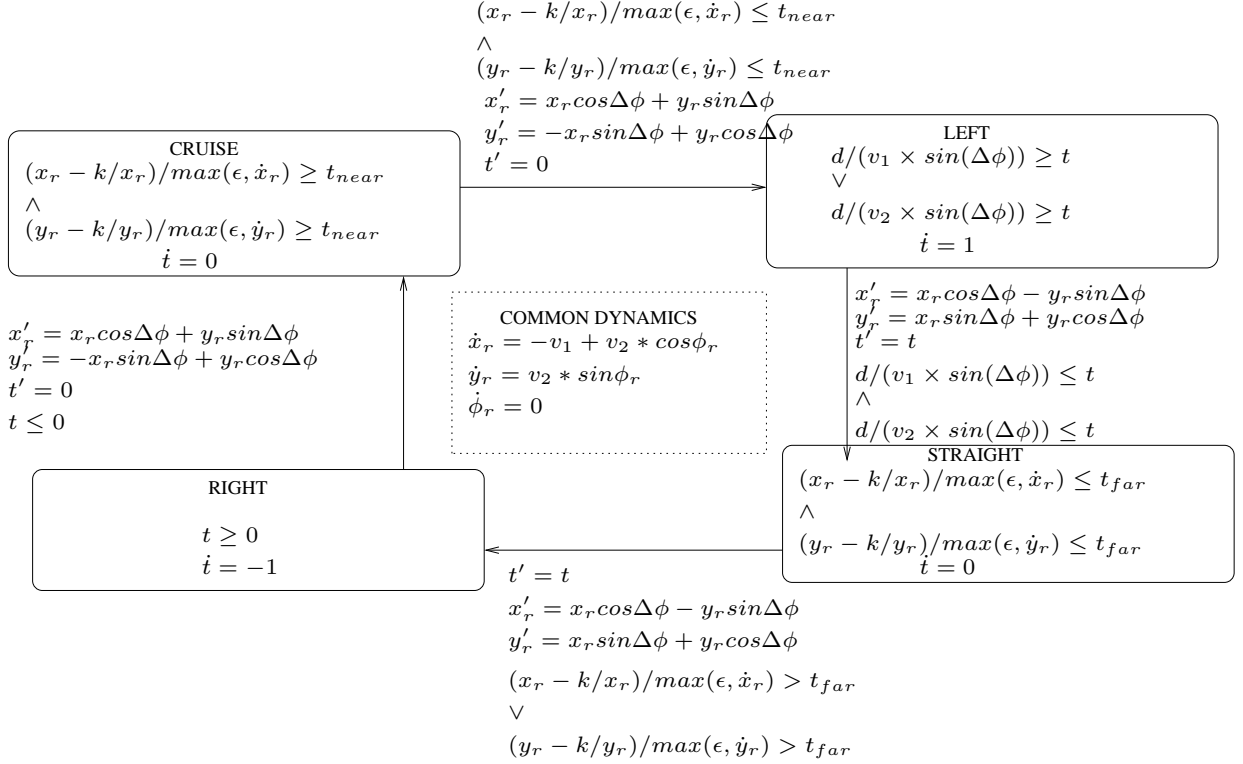 (x_r − k/x_r)/max(ϵ, ẋ_r) ≤ t_near
∧
(y_r − k/y_r)/max(ϵ, ẏ_r) ≤ t_near
x′_r = x_r cosΔϕ + y_r sinΔϕ
y′_r = −x_r sinΔϕ + y_r cosΔϕ
t′ = 0
CRUISE
(x_r − k/x_r)/max(ϵ, ẋ_r) ≥ t_near
∧
(y_r − k/y_r)/max(ϵ, ẏ_r) ≥ t_near
ṫ = 0
LEFT
d/(v_1 × sin(Δϕ)) ≥ t
∨
d/(v_2 × sin(Δϕ)) ≥ t
ṫ = 1
x′_r = x_r cosΔϕ + y_r sinΔϕ
y′_r = −x_r sinΔϕ + y_r cosΔϕ
t′ = 0
t ≤ 0
COMMON DYNAMICS
ẋ_r = −v_1 + v_2 * cosϕ_r
ẏ_r = v_2 * sinϕ_r
ϕ̇_r = 0
x′_r = x_r cosΔϕ − y_r sinΔϕ
y′_r = x_r sinΔϕ + y_r cosΔϕ
t′ = t
d/(v_1 × sin(Δϕ)) ≤ t
∧
d/(v_2 × sin(Δϕ)) ≤ t
STRAIGHT
(x_r − k/x_r)/max(ϵ, ẋ_r) ≤ t_far
∧
(y_r − k/y_r)/max(ϵ, ẏ_r) ≤ t_far
ṫ = 0
RIGHT
t ≥ 0
ṫ = −1
t′ = t
x′_r = x_r cosΔϕ − y_r sinΔϕ
y′_r = x_r sinΔϕ + y_r cosΔϕ
(x_r − k/x_r)/max(ϵ, ẋ_r) > t_far
∨
(y_r − k/y_r)/max(ϵ, ẏ_r) > t_far